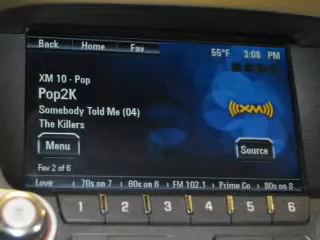 Back Home Fav
55°F 3:08 PM
XM 10 - Pop
Pop2K
Somebody Told Me (04)
The Killers
((XM))
Menu
Source
Fav 2 of 6
Love 70s on 7 60s on 6 FM 102.1 Prime Co 80s on 8
1 2 3 4 5 6